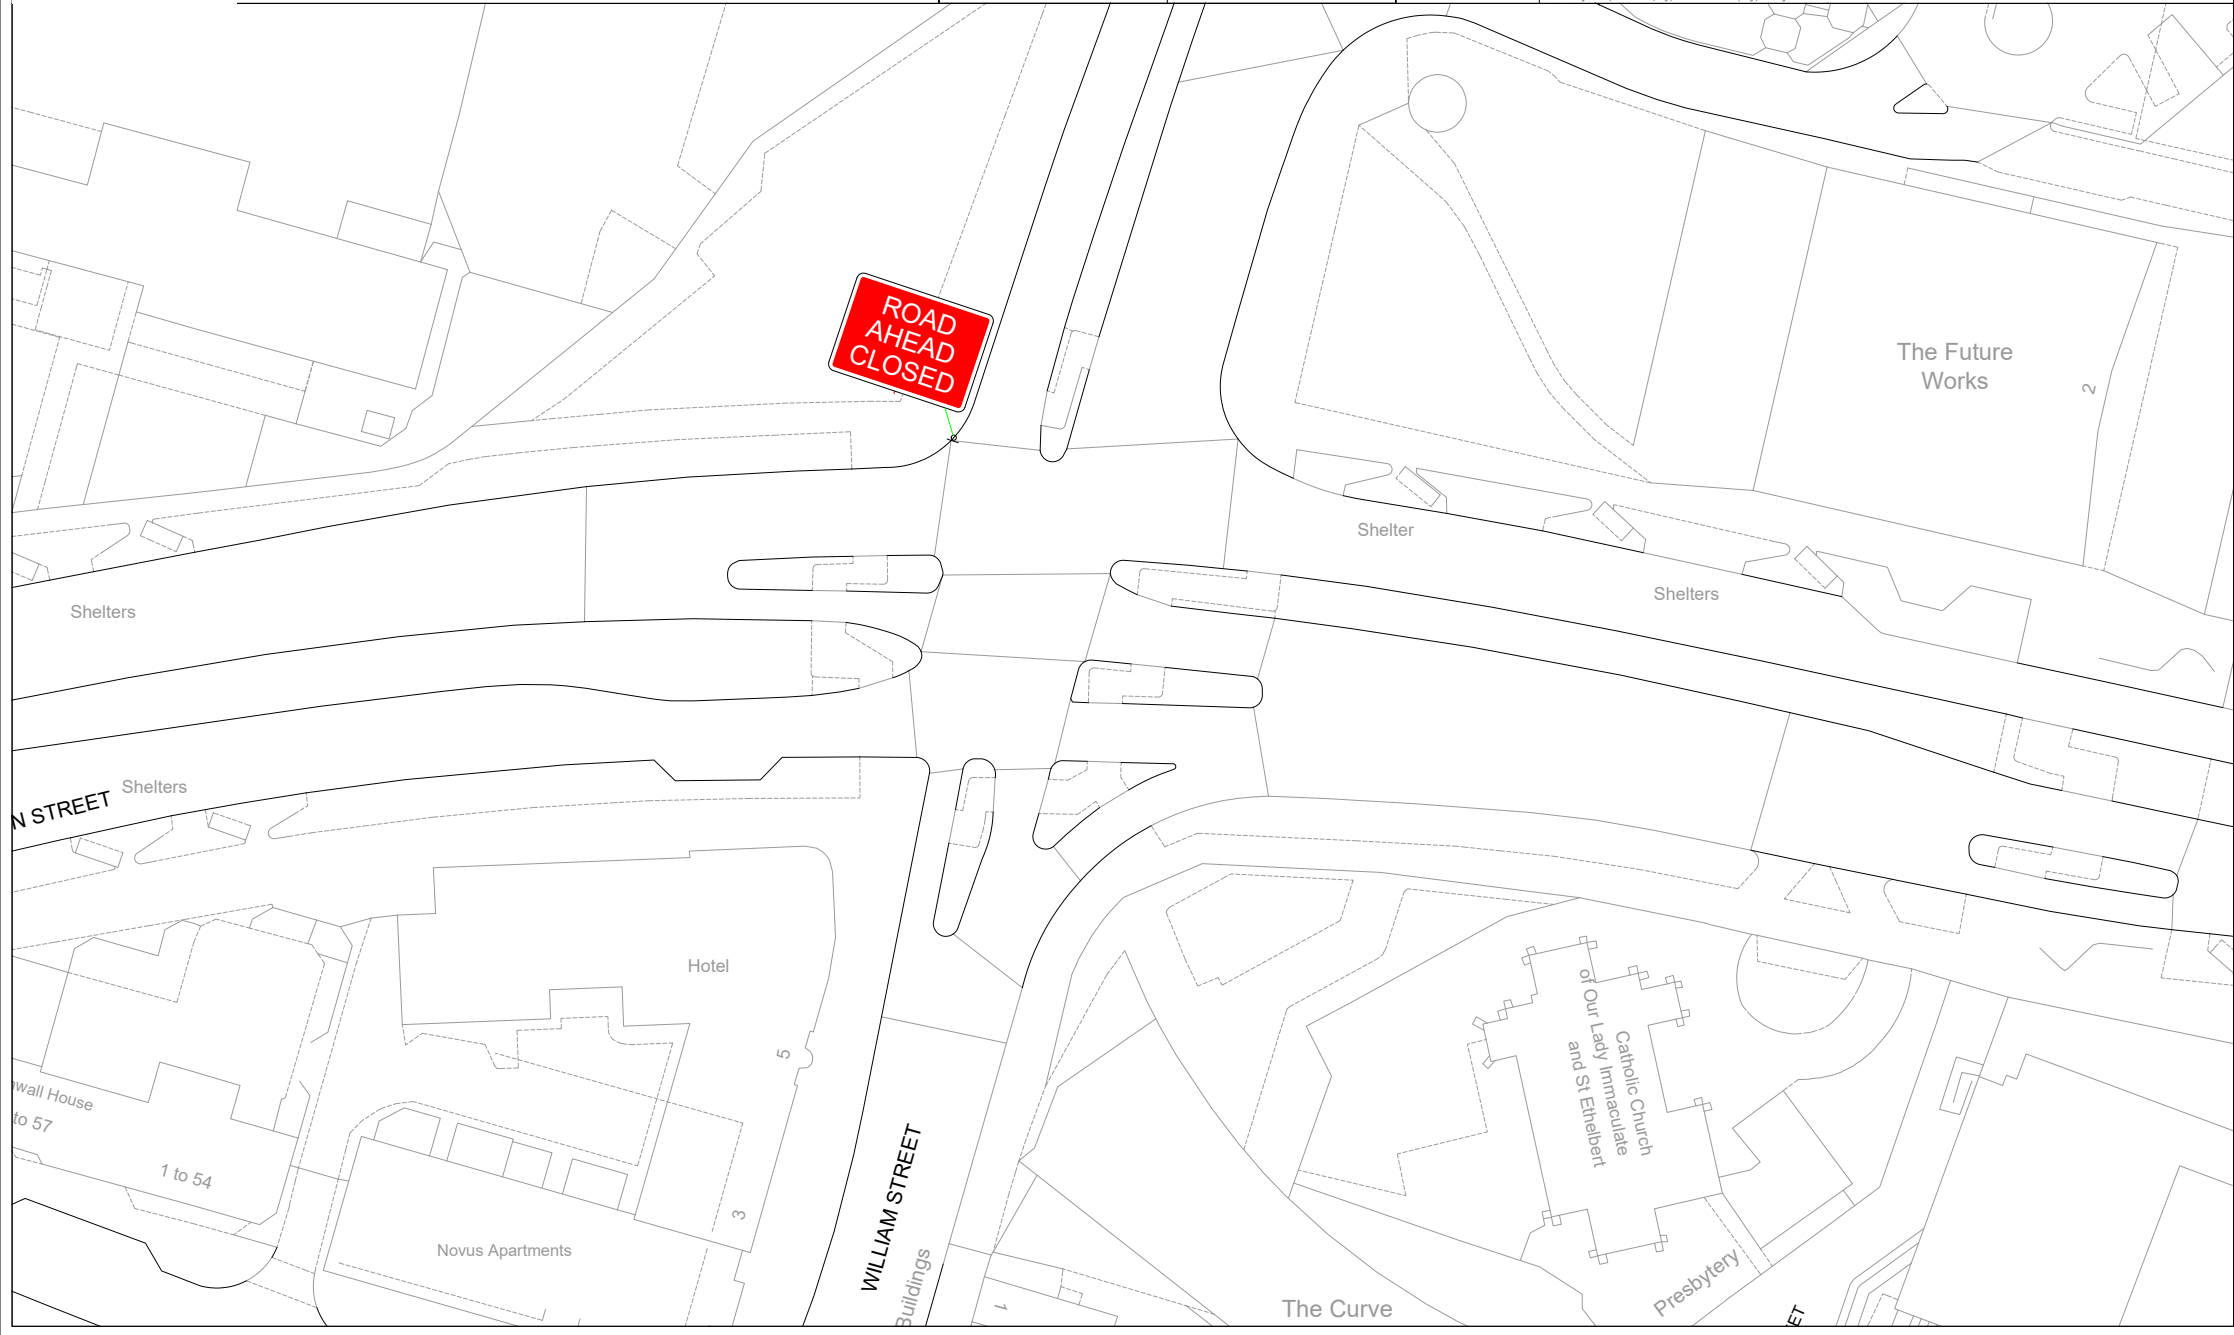 ROAD
AHEAD
CLOSED
The Future
Works
2
Shelter
Shelters
Shelters
Shelters
N STREET
Hotel
5
Catholic Church
of Our Lady Immaculate
and St Ethelbert
wall House
to 57
1 to 54
3
Novus Apartments
WILLIAM STREET
Buildings
1
The Curve
Presbytery
ET